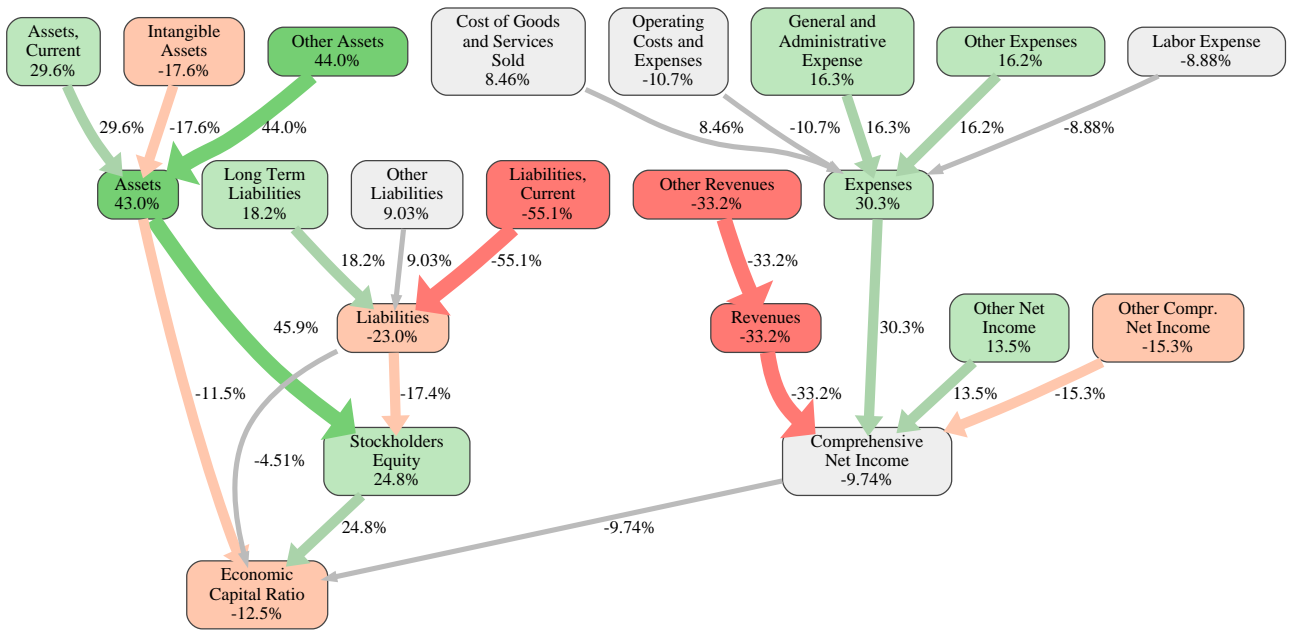 Assets,
Current
29.6%
Intangible
Assets
-17.6%
Other Assets
44.0%
Cost of Goods
and Services
Sold
8.46%
Operating
Costs and
Expenses
-10.7%
General and
Administrative
Expense
16.3%
Other Expenses
16.2%
Labor Expense
-8.88%
29.6%
-17.6%
44.0%
8.46%
-10.7%
16.3%
16.2%
-8.88%
Assets
43.0%
Long Term
Liabilities
18.2%
Other
Liabilities
9.03%
Liabilities,
Current
-55.1%
Other Revenues
-33.2%
Expenses
30.3%
18.2%
9.03%
-55.1%
-33.2%
Liabilities
-23.0%
Revenues
-33.2%
Other Net
Income
13.5%
Other Compr.
Net Income
-15.3%
45.9%
30.3%
-11.5%
-17.4%
-33.2%
13.5%
-15.3%
Stockholders
Equity
24.8%
Comprehensive
Net Income
-9.74%
-4.51%
24.8%
-9.74%
Economic
Capital Ratio
-12.5%